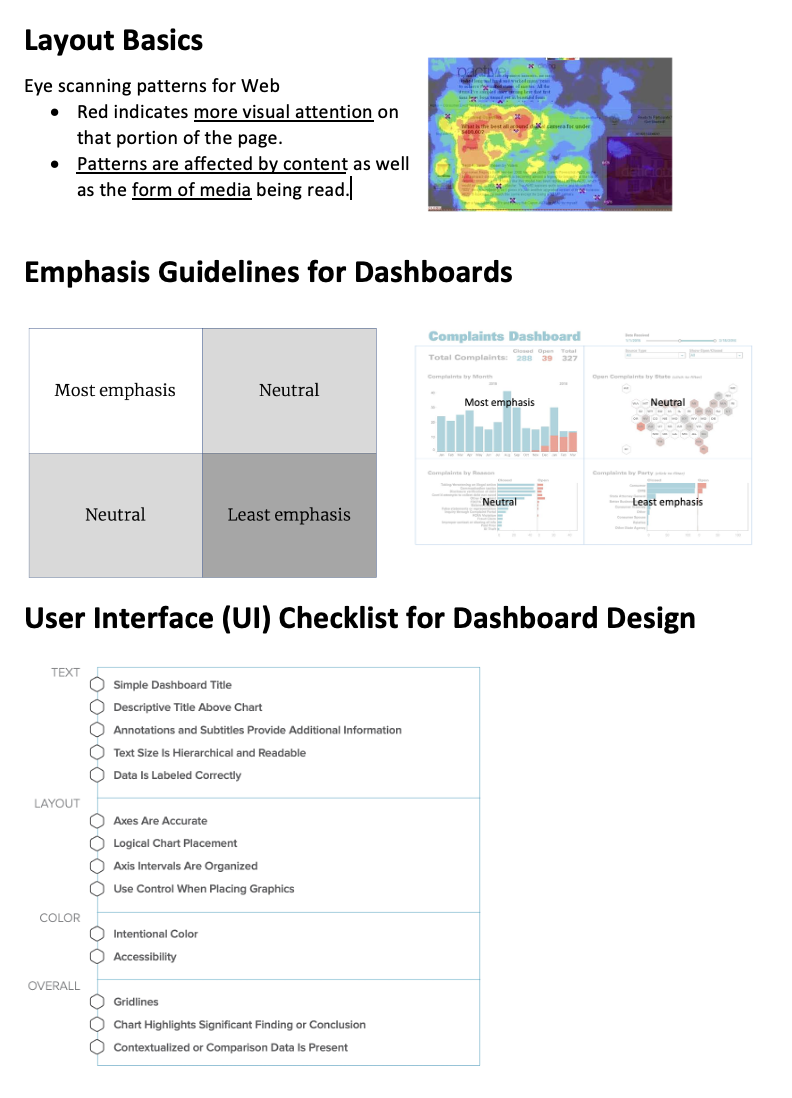 Layout Basics
Eye scanning patterns for Web
• Red indicates more visual attention on
that portion of the page.
• Patterns are affected by content as well
as the form of media being read.
Emphasis Guidelines for Dashboards
Most emphasis
Neutral
Neutral
Least emphasis
Complaints Dashboard
Total Complaints:
Closed Open Total
288 39 327
Date Received
Complaints by Month
Open Complaints by State
Most emphasis
Neutral
Complaints by Reason
Closed Open
Complaints by Party
Closed Open
Neutral
Least emphasis
User Interface (UI) Checklist for Dashboard Design
TEXT
Simple Dashboard Title
Descriptive Title Above Chart
Annotations and Subtitles Provide Additional Information
Text Size Is Hierarchical and Readable
Data Is Labeled Correctly
LAYOUT
Axes Are Accurate
Logical Chart Placement
Axis Intervals Are Organized
Use Control When Placing Graphics
COLOR
Intentional Color
Accessibility
OVERALL
Gridlines
Chart Highlights Significant Finding or Conclusion
Contextualized or Comparison Data Is Present